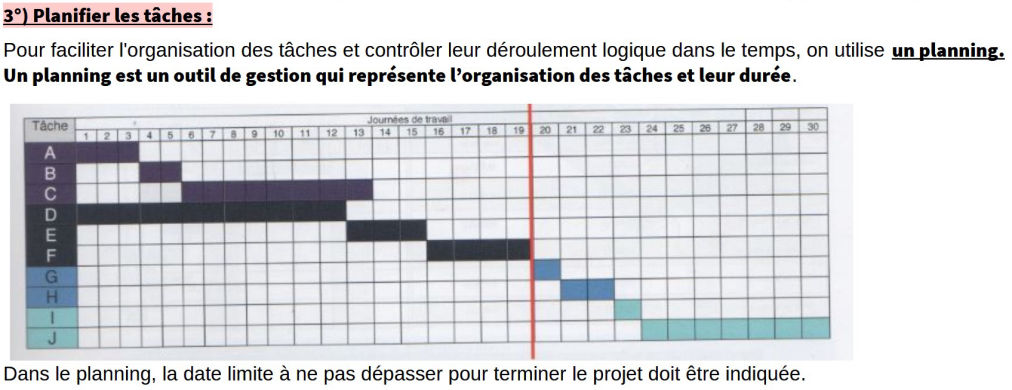 3°) Planifier les tâches :
Pour faciliter l'organisation des tâches et contrôler leur déroulement logique dans le temps, on utilise un planning.
Un planning est un outil de gestion qui représente l’organisation des tâches et leur durée.
Tâche
Journées de travail
1 2 3 4 5 6 7 8 9 10 11 12 13 14 15 16 17 18 19 20 21 22 23 24 25 26 27 28 29 30
A
B
C
D
E
F
G
H
I
J
Dans le planning, la date limite à ne pas dépasser pour terminer le projet doit être indiquée.